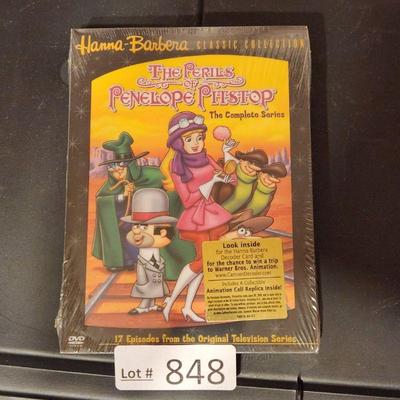 Hanna-Barbera CLASSIC COLLECTION
THE PERILS
OF
PENELOPE PITSTOP
The Complete Series
Look inside
for the Hanna-Barbera
Decoder Card and
for the chance to win a trip
to Warner Bros. Animation.
Includes A Collectible
Animation Cell Replica Inside!
17 Episodes from the Original Television Series
DVD
Lot # 848